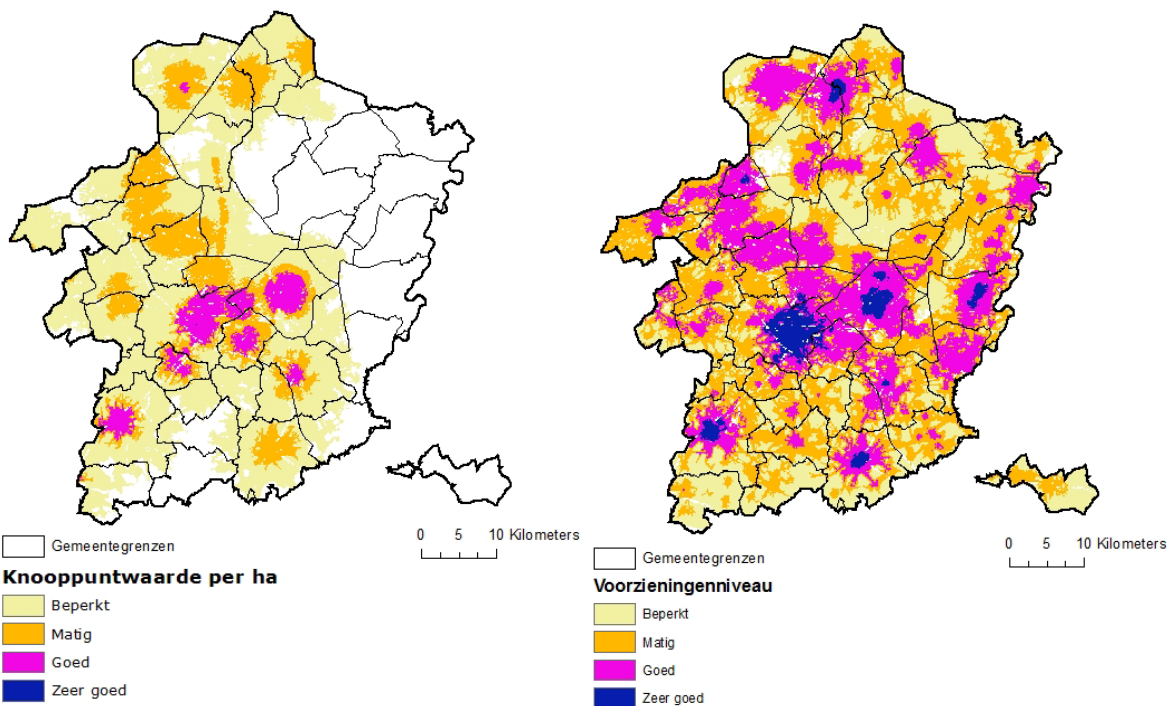 Gemeentegrenzen
0 5 10 Kilometers
Knooppuntwaarde per ha
Beperkt
Matig
Goed
Zeer goed
Gemeentegrenzen
0 5 10 Kilometers
Voorzieningenniveau
Beperkt
Matig
Goed
Zeer goed